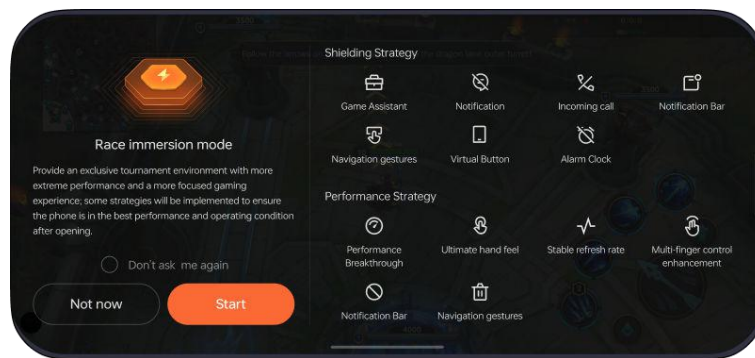 Race immersion mode
Provide an exclusive tournament environment with more
extreme performance and a more focused gaming
experience; some strategies will be implemented to ensure
the phone is in the best performance and operating condition
after opening.
Don't ask me again
Not now
Start
Shielding Strategy
Game Assistant
Notification
Incoming call
Notification Bar
Navigation gestures
Virtual Button
Alarm Clock
Performance Strategy
Performance
Breakthrough
Ultimate hand feel
Stable refresh rate
Multi-finger control
enhancement
Notification Bar
Navigation gestures